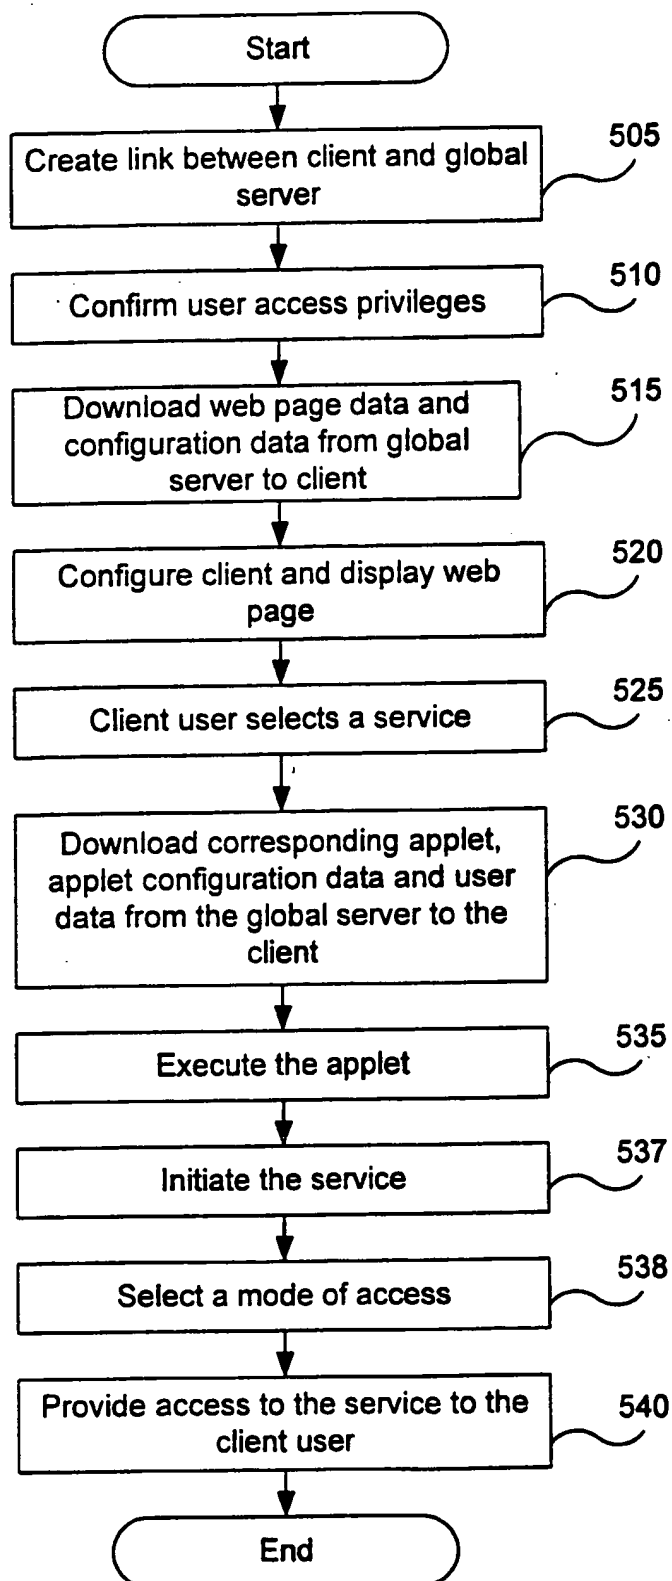 Start
Create link between client and global
server
505
Confirm user access privileges
510
Download web page data and
configuration data from global
server to client
515
Configure client and display web
page
520
Client user selects a service
525
Download corresponding applet,
applet configuration data and user
data from the global server to the
client
530
Execute the applet
535
Initiate the service
537
Select a mode of access
538
Provide access to the service to the
client user
540
End